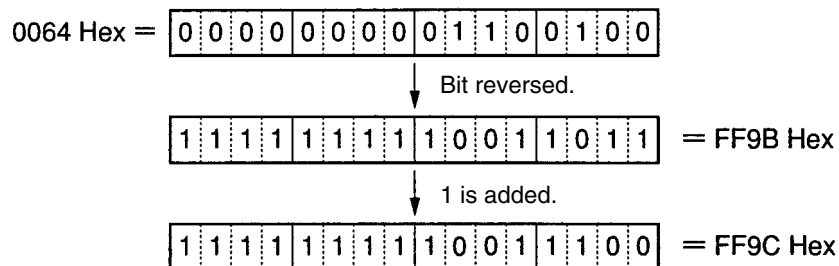 0064 Hex = 0 0 0 0 0 0 0 0 0 1 1 0 0 1 0 0
Bit reversed.
1 1 1 1 1 1 1 1 1 0 0 1 1 0 1 1 = FF9B Hex
1 is added.
1 1 1 1 1 1 1 1 1 0 0 1 1 1 0 0 = FF9C Hex